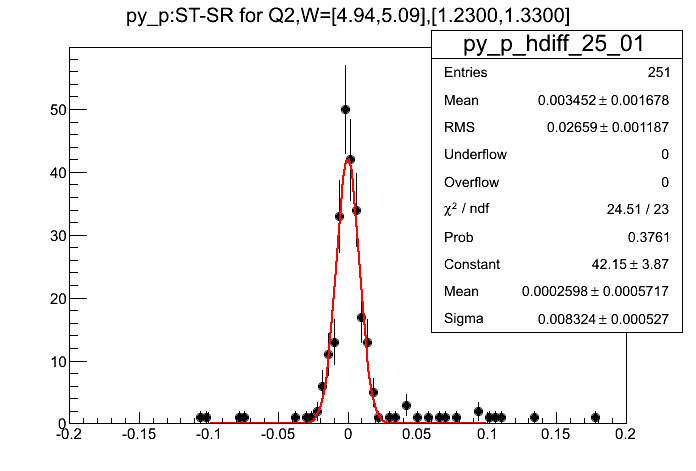 py_p:ST-SR for Q2,W=[4.94,5.09],[1.2300,1.3300]
py_p_hdiff_25_01
Entries 251
Mean 0.003452 ± 0.001678
RMS 0.02659 ± 0.001187
Underflow 0
Overflow 0
χ² / ndf 24.51 / 23
Prob 0.3761
Constant 42.15 ± 3.87
Mean 0.0002598 ± 0.0005717
Sigma 0.008324 ± 0.000527
50
40
30
20
10
0
-0.2 -0.15 -0.1 -0.05 0 0.05 0.1 0.15 0.2